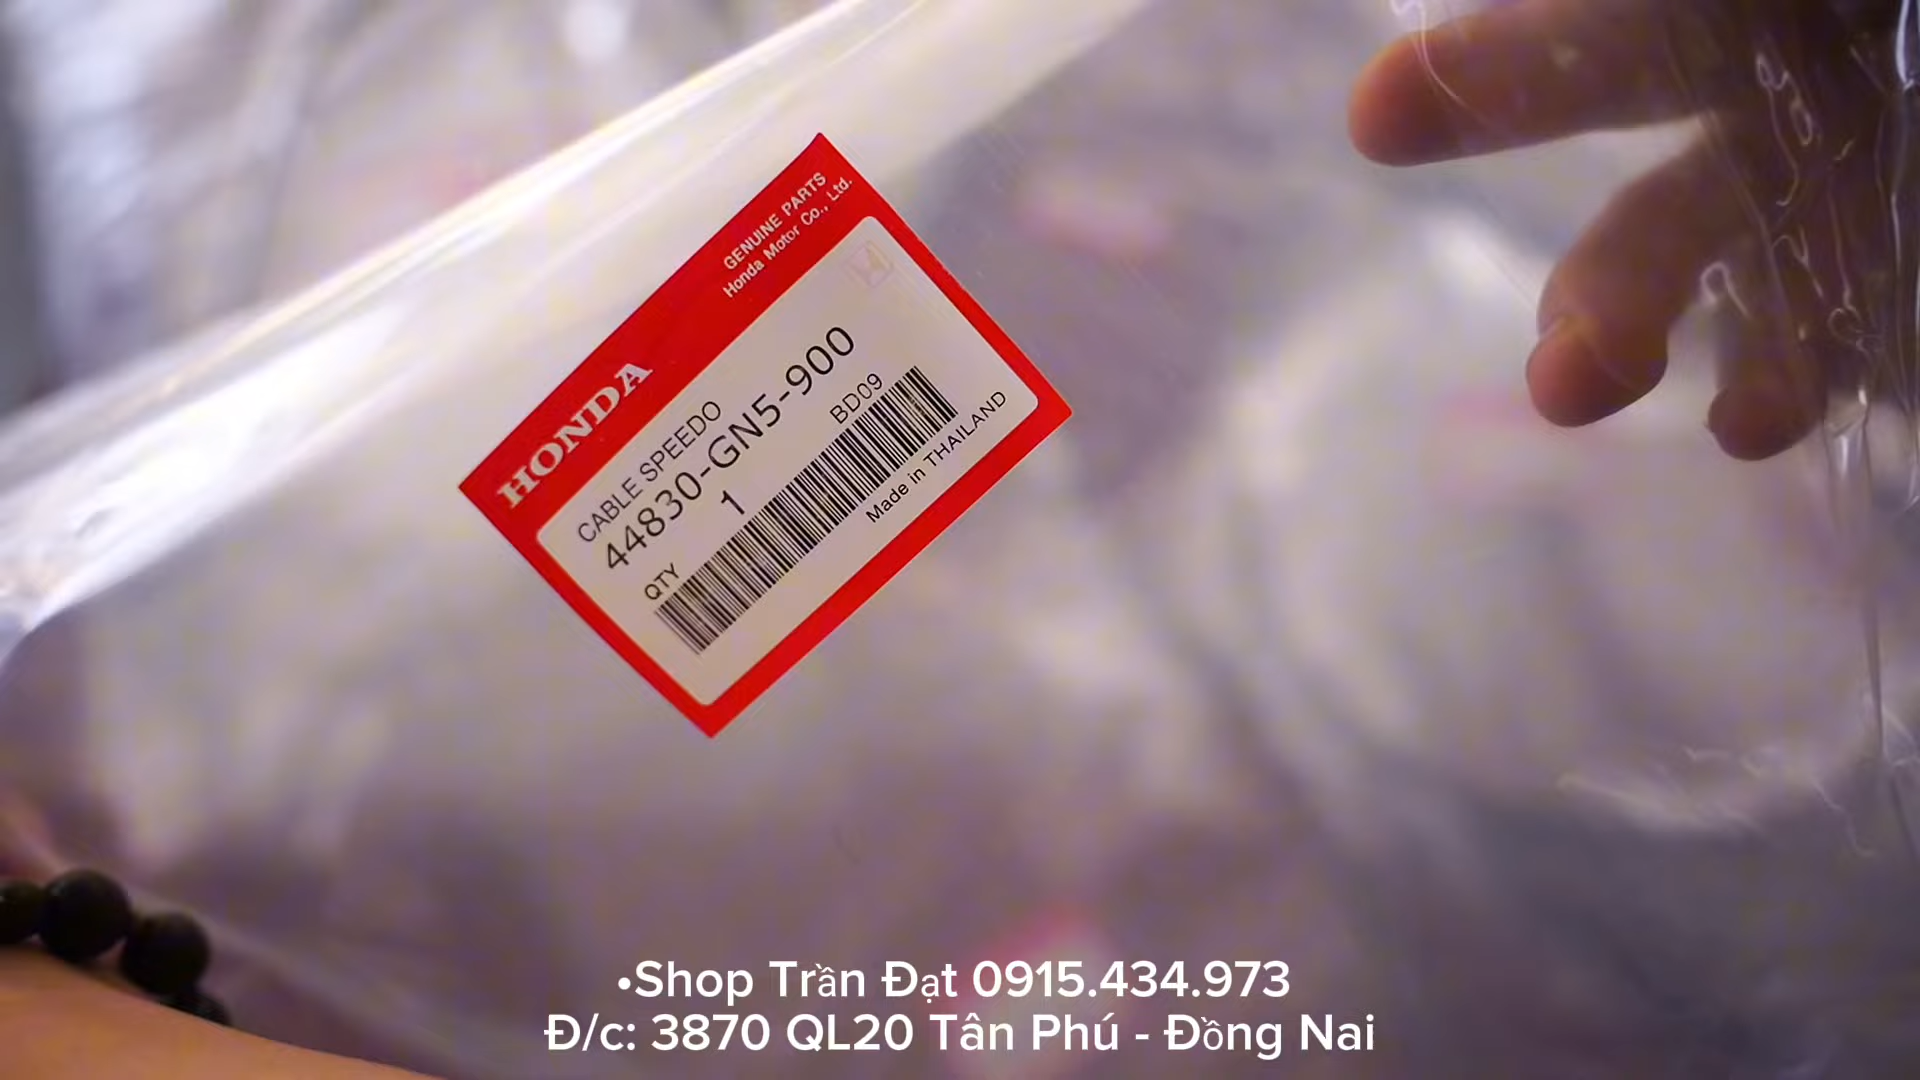 HONDA
GENUINE PARTS
Honda Motor Co., Ltd.
CABLE SPEEDO
44830-GN5-900
QTY 1 BD09
Made in THAILAND
•Shop Trần Đạt 0915.434.973
Đ/c: 3870 QL20 Tân Phú - Đồng Nai